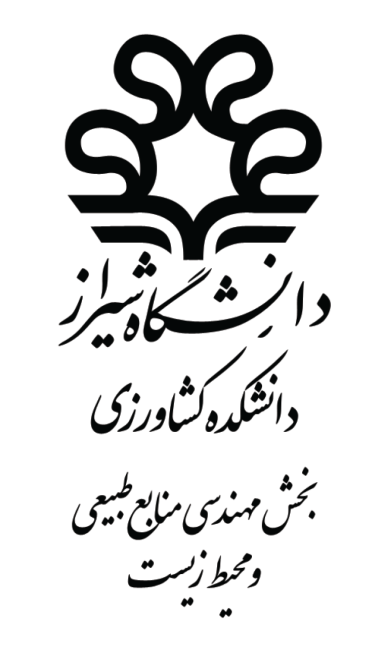 دانشگاه شیراز
دانشکده کشاورزی
بخش مهندسی منابع طبیعی
و محیط زیست